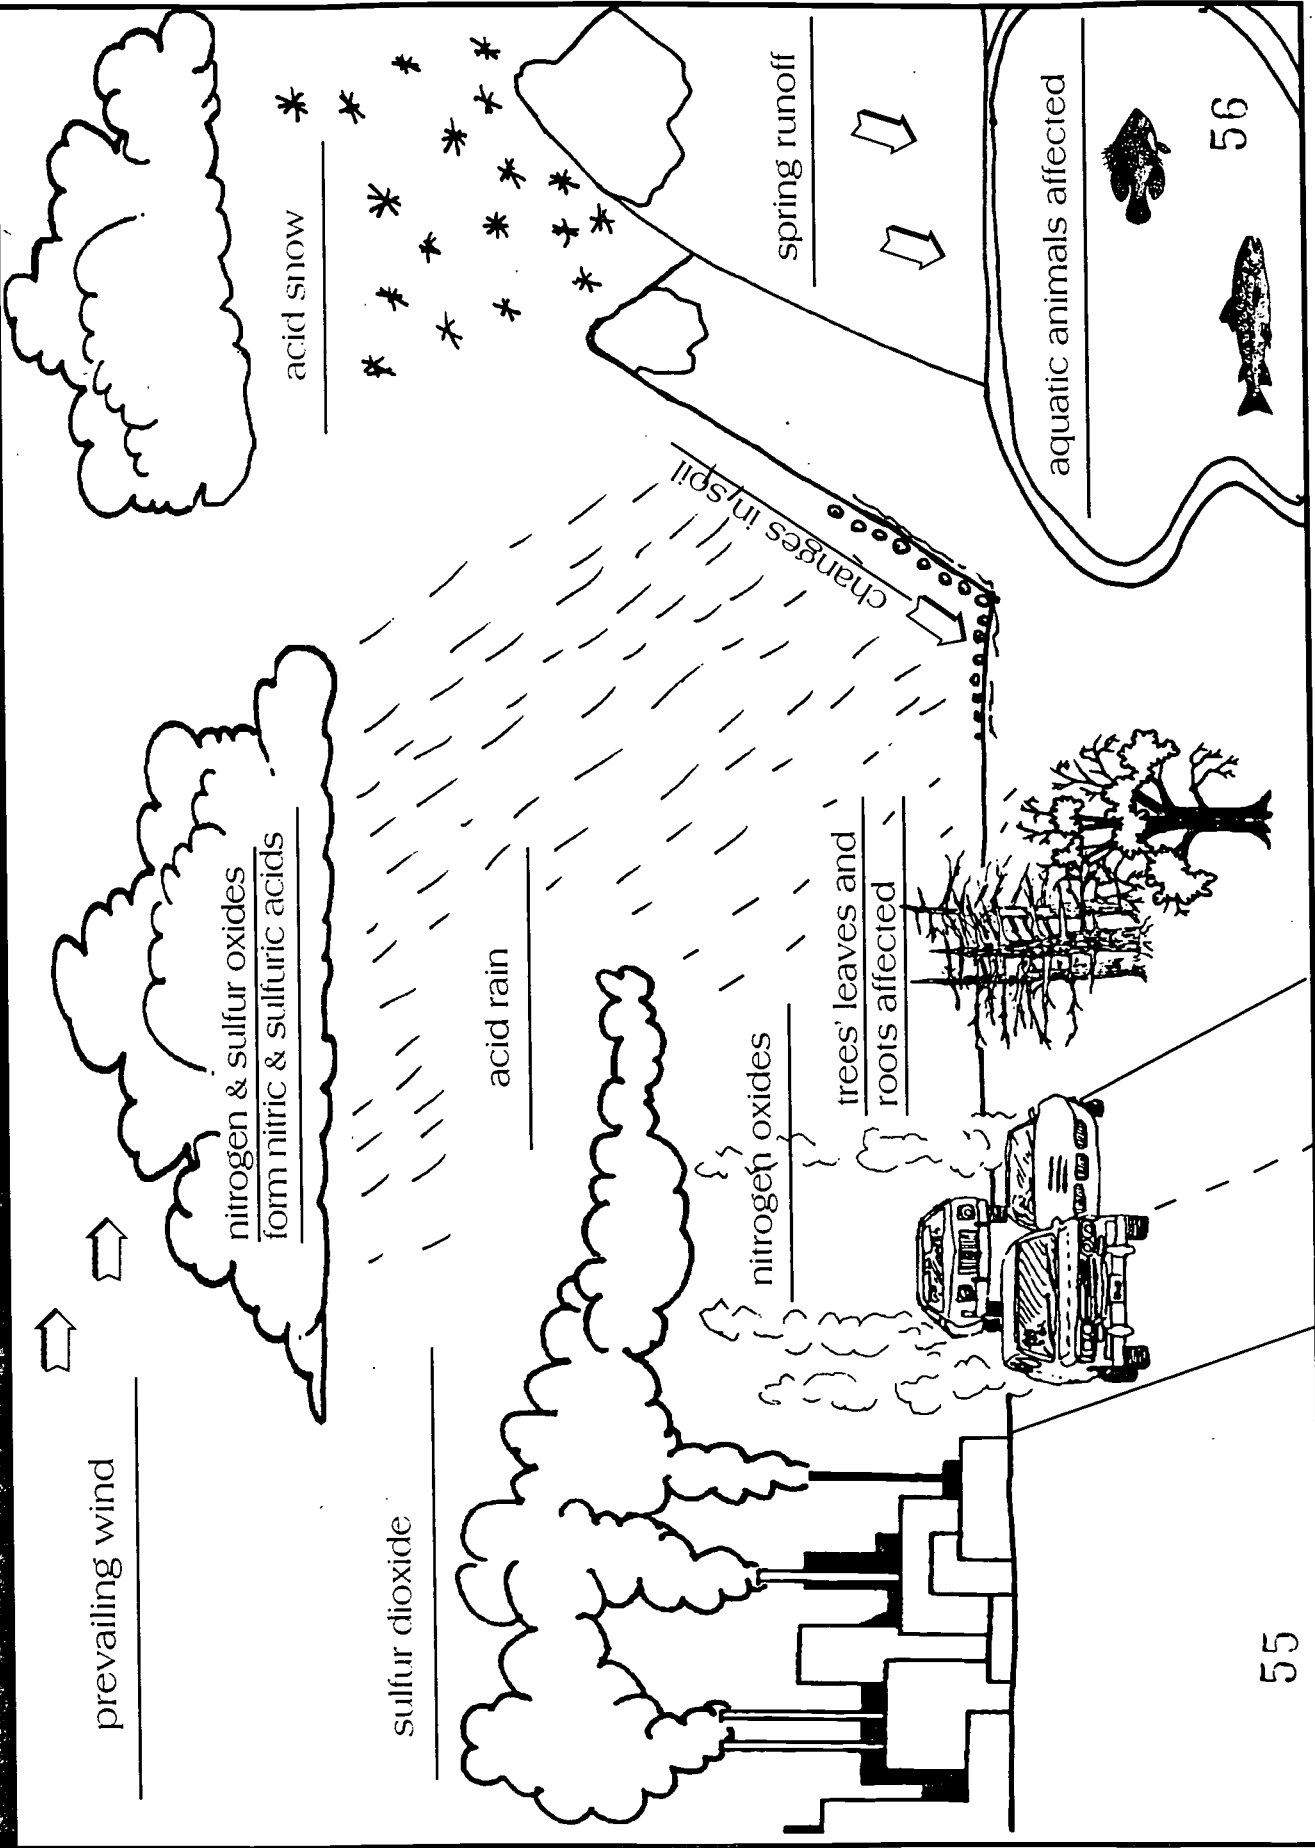 prevailing wind
nitrogen & sulfur oxides
form nitric & sulfuric acids
acid snow
sulfur dioxide
acid rain
changes in soil
nitrogen oxides
trees' leaves and
roots affected
spring runoff
aquatic animals affected
55
56